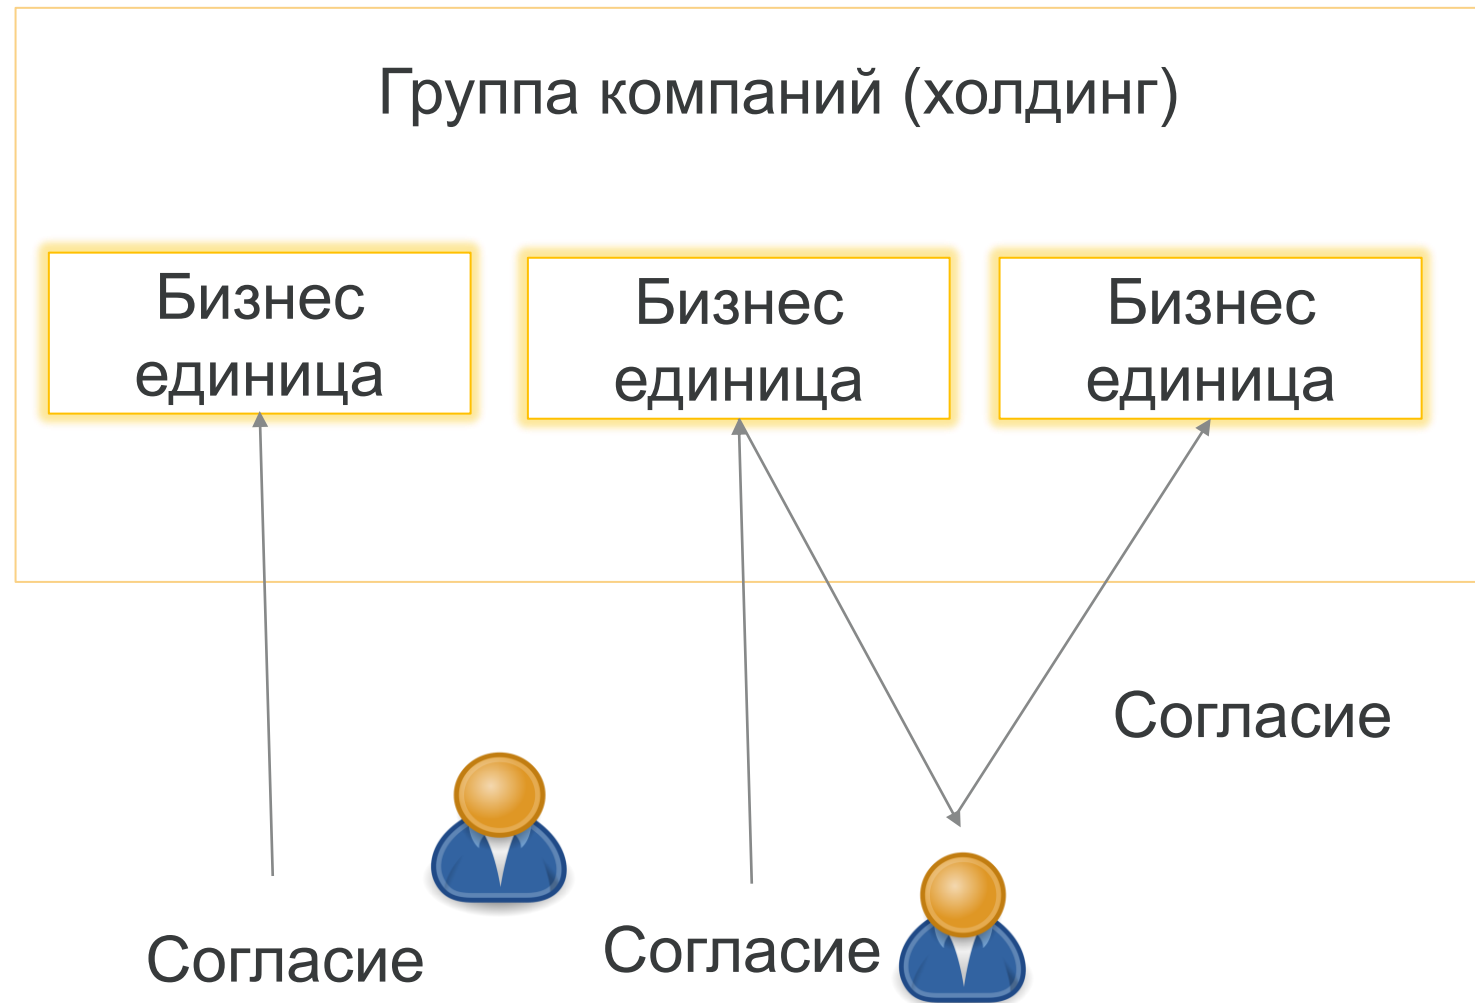 Группа компаний (холдинг)
Бизнес
единица
Бизнес
единица
Бизнес
единица
Согласие
Согласие
Согласие